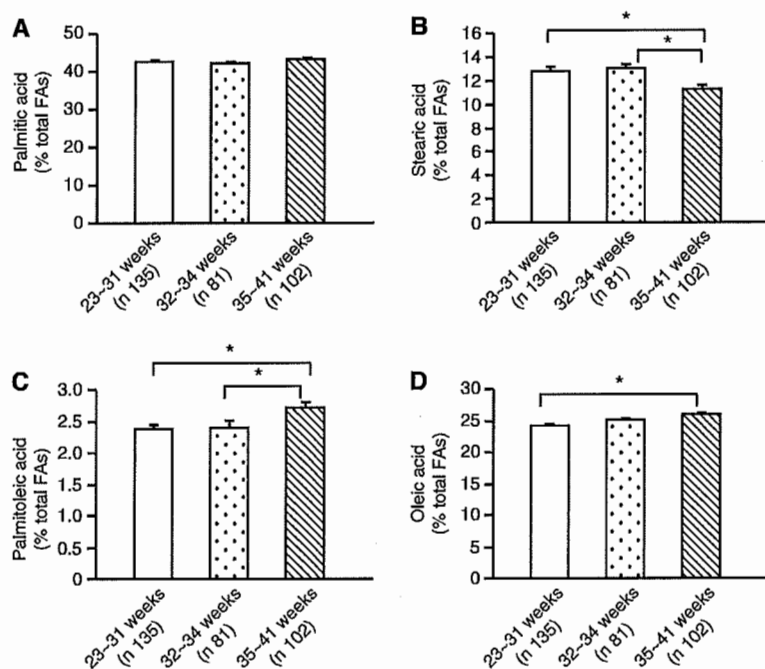 A
Palmitic acid
(% total FAs)
50
40
30
20
10
0
23~31 weeks
(n 135)
32~34 weeks
(n 81)
35~41 weeks
(n 102)
B
Stearic acid
(% total FAs)
16
14
12
10
8
6
4
2
0
*
*
23~31 weeks
(n 135)
32~34 weeks
(n 81)
35~41 weeks
(n 102)
C
Palmitoleic acid
(% total FAs)
3.0
2.5
2.0
1.5
1.0
0.5
0
*
*
23~31 weeks
(n 135)
32~34 weeks
(n 81)
35~41 weeks
(n 102)
D
Oleic acid
(% total FAs)
30
25
20
15
10
5
0
*
23~31 weeks
(n 135)
32~34 weeks
(n 81)
35~41 weeks
(n 102)